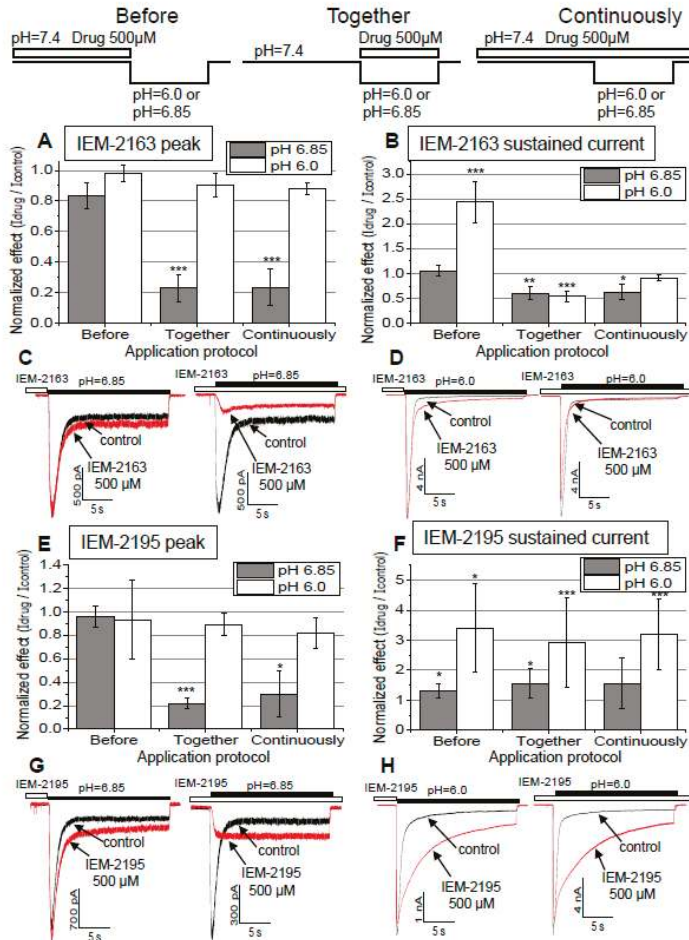 Before
Together
Continuously
pH=7.4 Drug 500µM
pH=6.0 or
pH=6.85
pH=7.4
Drug 500µM
pH=6.0 or
pH=6.85
pH=7.4 Drug 500µM
pH=6.0 or
pH=6.85
A
IEM-2163 peak
pH 6.85
pH 6.0
Normalized effect (Idrug / Icontrol)
1.0
0.8
0.6
0.4
0.2
0.0
***
***
Before
Together
Continuously
Application protocol
B
IEM-2163 sustained current
pH 6.85
pH 6.0
Normalized effect (Idrug / Icontrol)
3.0
2.5
2.0
1.5
1.0
0.5
0.0
***
**
***
*
Before
Together
Continuously
Application protocol
C
IEM-2163
pH=6.85
control
IEM-2163
500 µM
500 pA
5 s
IEM-2163
pH=6.85
control
IEM-2163
500 µM
500 pA
5 s
D
IEM-2163
pH=6.0
control
IEM-2163
500 µM
4 nA
5 s
IEM-2163
pH=6.0
control
IEM-2163
500 µM
4 nA
5 s
E
IEM-2195 peak
pH 6.85
pH 6.0
Normalized effect (Idrug / Icontrol)
1.4
1.2
1.0
0.8
0.6
0.4
0.2
0.0
***
*
Before
Together
Continuously
Application protocol
F
IEM-2195 sustained current
pH 6.85
pH 6.0
Normalized effect (Idrug / Icontrol)
5
4
3
2
1
0
*
*
*
***
***
Before
Together
Continuously
Application protocol
G
IEM-2195
pH=6.85
control
IEM-2195
500 µM
700 pA
5 s
IEM-2195
pH=6.85
control
IEM-2195
500 µM
300 pA
5 s
H
IEM-2195
pH=6.0
control
IEM-2195
500 µM
1 nA
5 s
IEM-2195
pH=6.0
control
IEM-2195
500 µM
4 nA
5 s